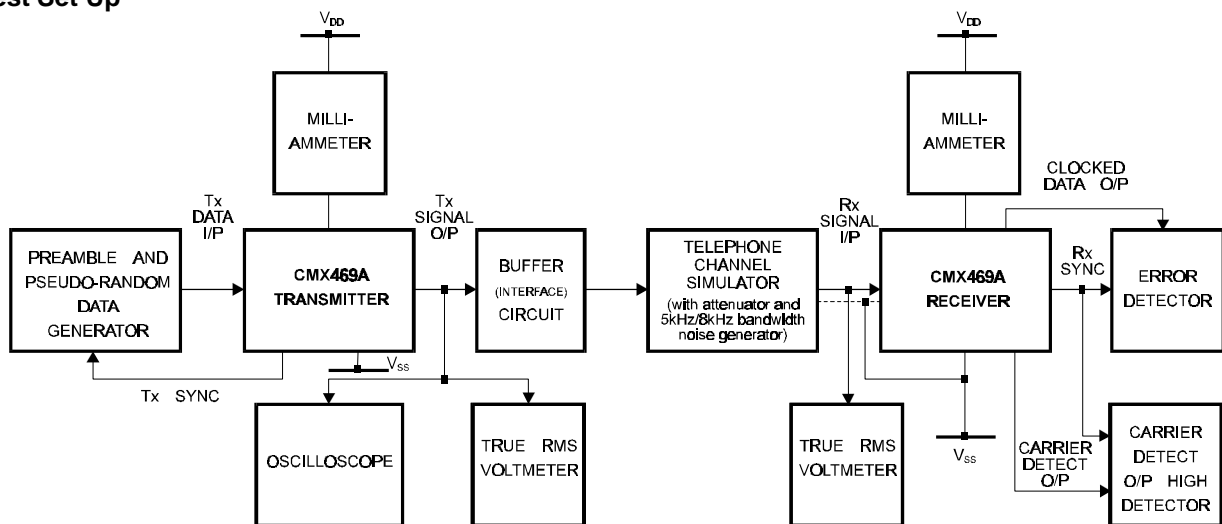 est Set Up
VDD
VDD
MILLI-
AMMETER
MILLI-
AMMETER
CLOCKED
DATA O/P
Tx
DATA
I/P
Tx
SIGNAL
O/P
Rx
SIGNAL
I/P
Rx
SYNC
PREAMBLE AND
PSEUDO-RANDOM
DATA
GENERATOR
CMX469A
TRANSMITTER
BUFFER
(INTERFACE)
CIRCUIT
TELEPHONE
CHANNEL
SIMULATOR
(with attenuator and
5kHz/8kHz bandwidth
noise generator)
CMX469A
RECEIVER
ERROR
DETECTOR
VSS
Tx SYNC
OSCILLOSCOPE
TRUE RMS
VOLTMETER
TRUE RMS
VOLTMETER
VSS
CARRIER
DETECT
O/P
CARRIER
DETECT
O/P HIGH
DETECTOR